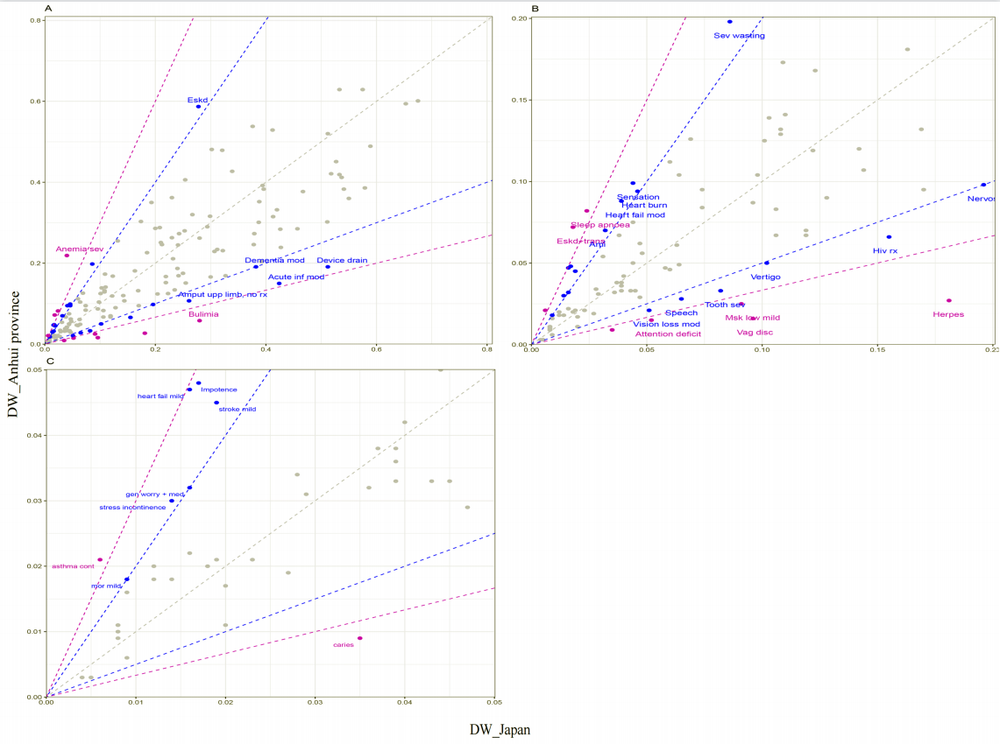 A
0.8
0.6
0.4
0.2
0.0
Eskd
Anemia sev
Dementia mod
Device drain
Acute inf mod
Amput upp limb, no rx
Bulimia
0.0 0.2 0.4 0.6 0.8
B
0.20
0.15
0.10
0.05
0.00
Sev wasting
Sensation
Heart burn
Heart fail mod
Sleep apnoea
Eskd trans
Nervos
Hiv rx
Vertigo
Tooth sev
Speech
Vision loss mod
Msk low mild
Herpes
Attention deficit
Vag disc
0.00 0.05 0.10 0.15 0.20
C
0.05
0.04
0.03
0.02
0.01
0.00
Impotence
heart fail mild
stroke mild
gen worry + med
stress incontinence
asthma cont
mor mild
caries
0.00 0.01 0.02 0.03 0.04 0.05
DW_Anhui province
DW_Japan